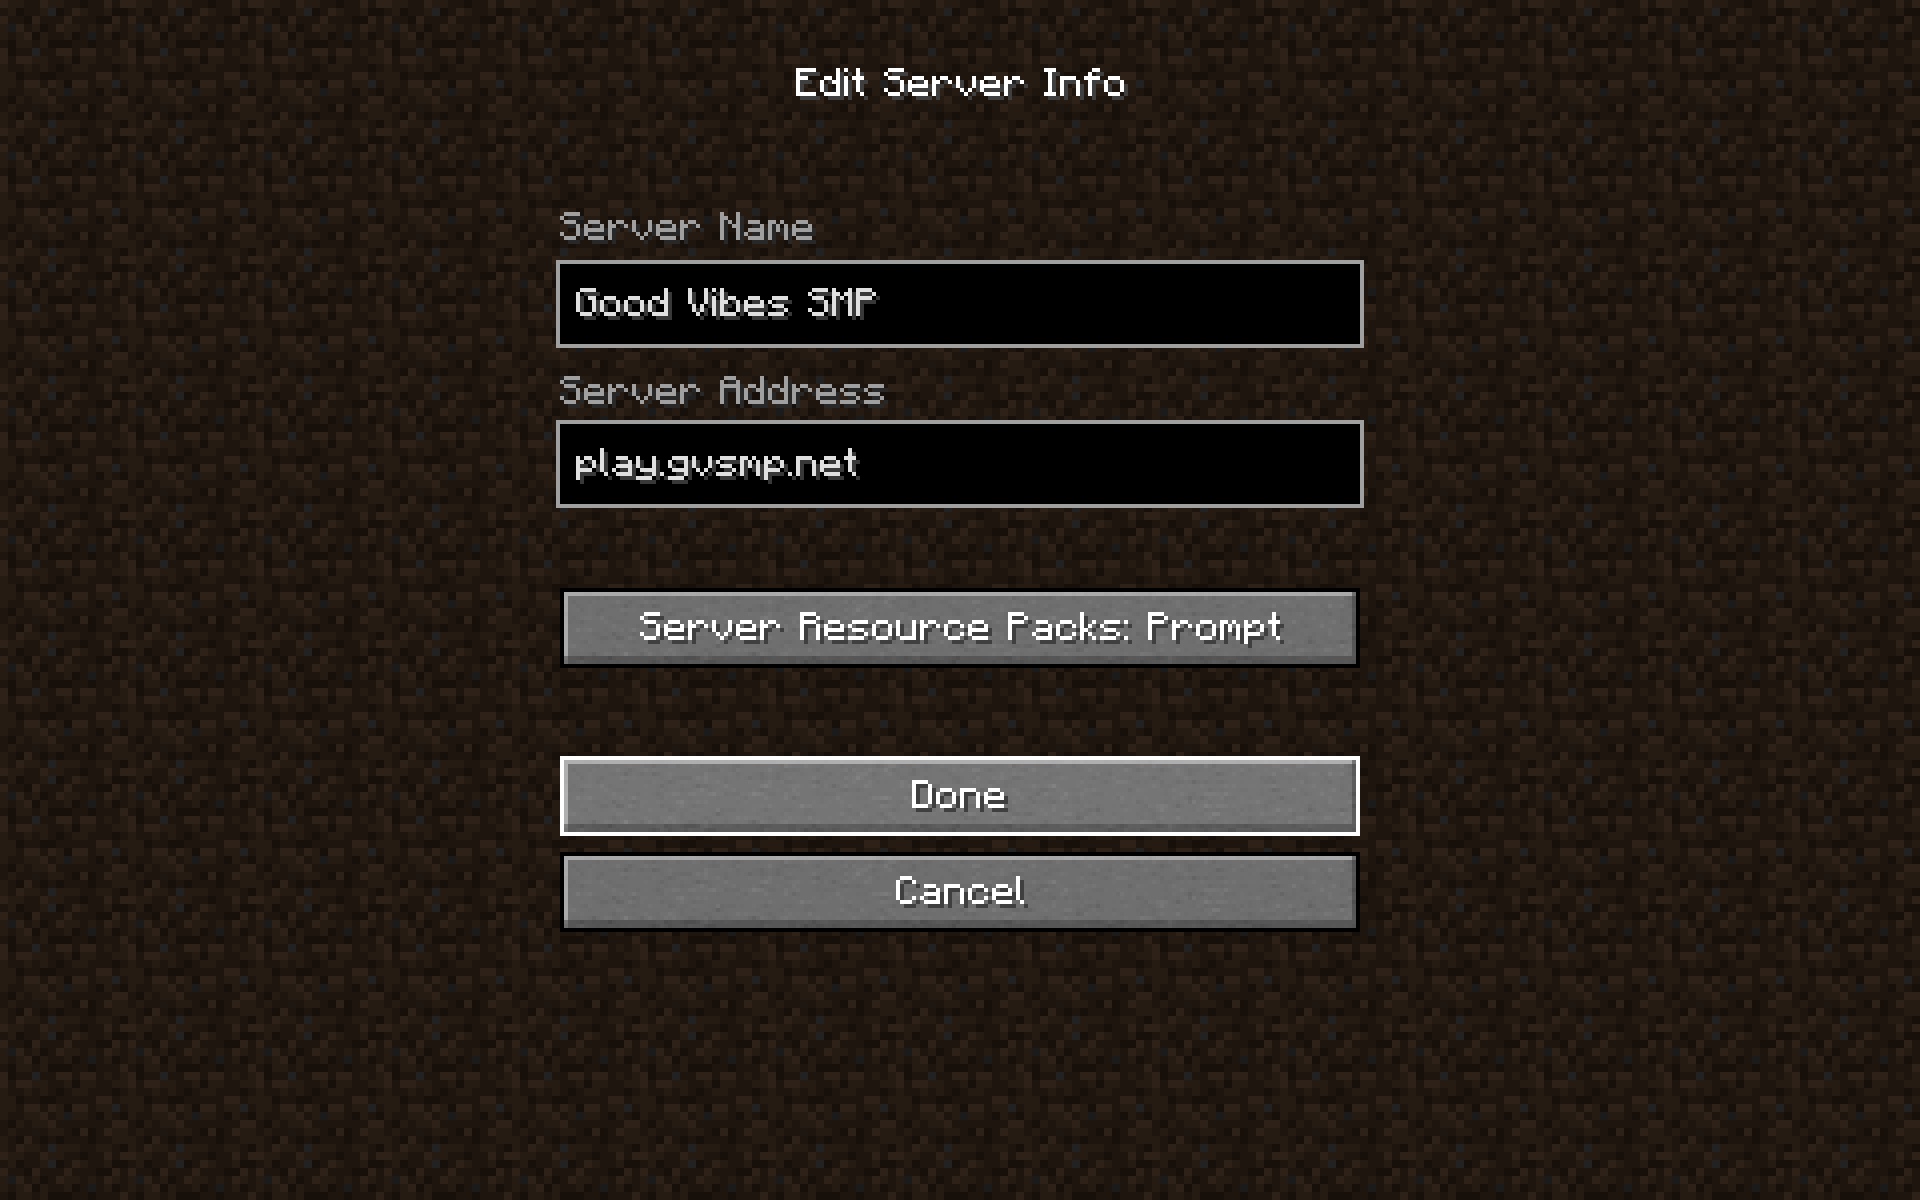 Edit Server Info
Server Name
Good Vibes SMP
Server Address
play.gvsmp.net
Server Resource Packs: Prompt
Done
Cancel